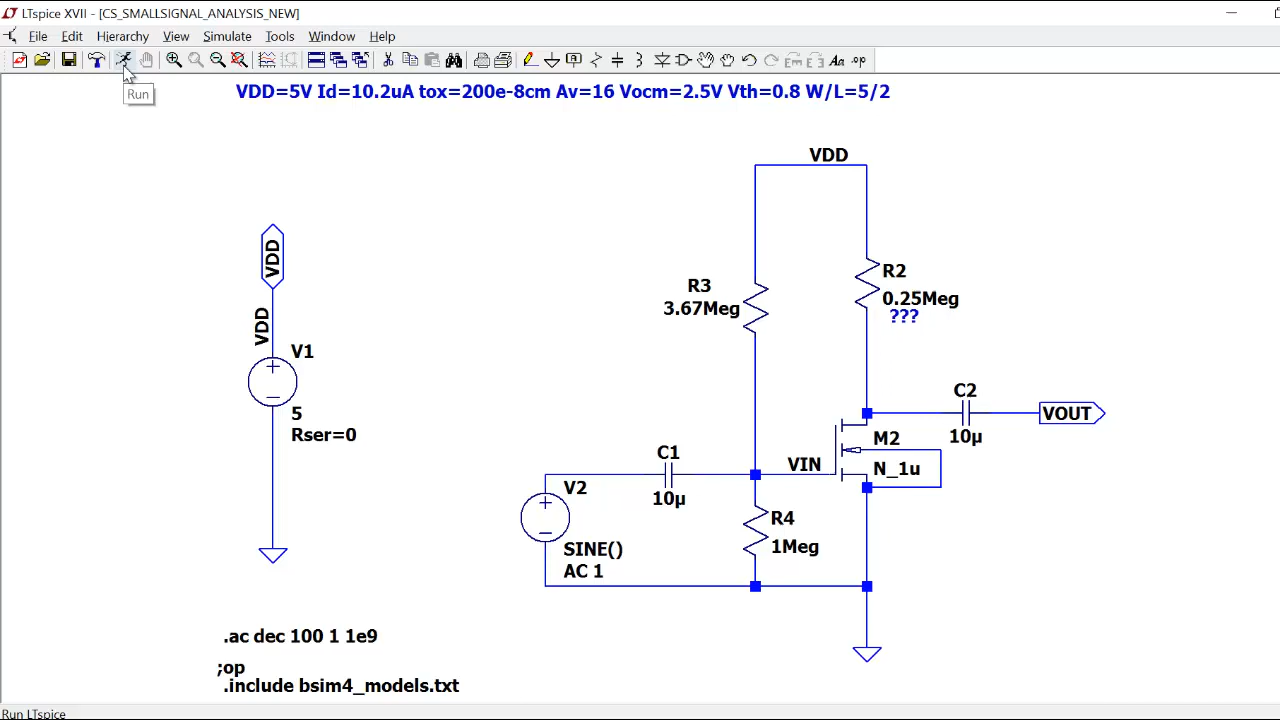 LTspice XVII - [CS_SMALLSIGNAL_ANALYSIS_NEW]
File Edit Hierarchy View Simulate Tools Window Help
Aa .op
Run
VDD=5V Id=10.2uA tox=200e-8cm Av=16 Vocm=2.5V Vth=0.8 W/L=5/2
VDD
VDD
VDD
V1
5
Rser=0
R3
3.67Meg
R2
0.25Meg
???
C2
10µ
VOUT
M2
N_1u
VIN
C1
10µ
V2
SINE()
AC 1
R4
1Meg
.ac dec 100 1 1e9
;op
.include bsim4_models.txt
Run LTspice